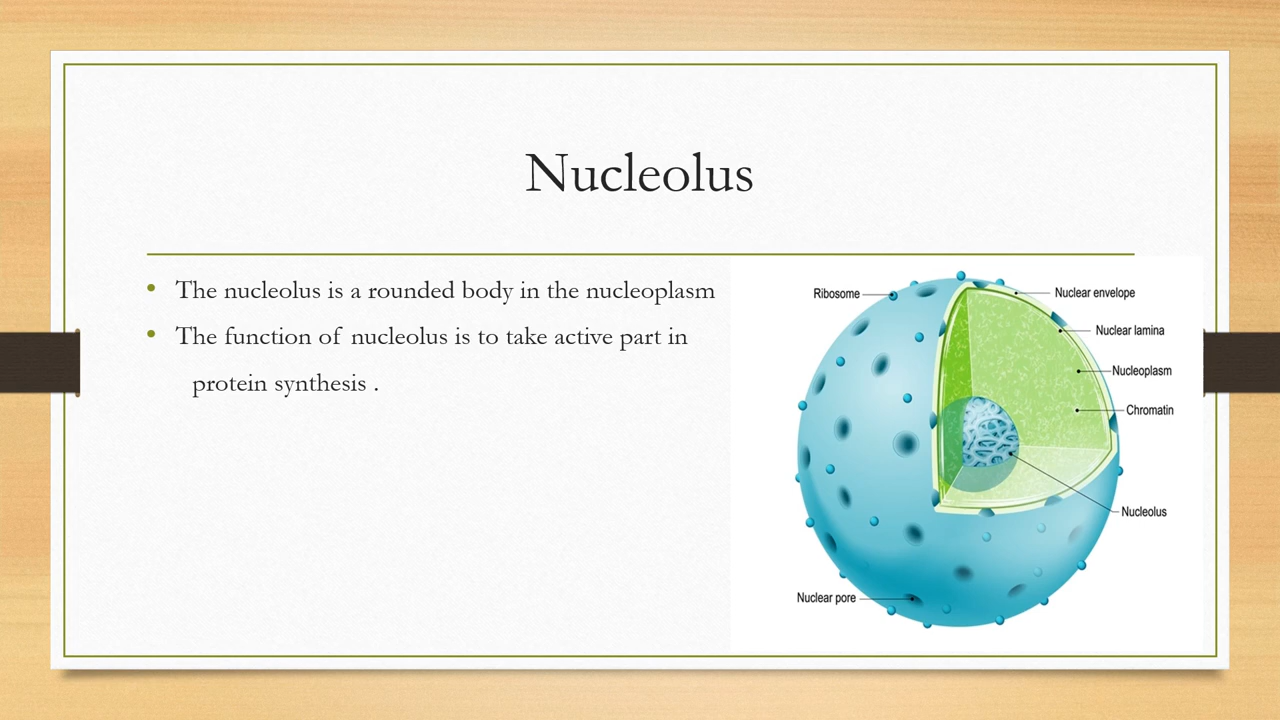 Nucleolus
• The nucleolus is a rounded body in the nucleoplasm
• The function of nucleolus is to take active part in
protein synthesis .
Ribosome
Nuclear envelope
Nuclear lamina
Nucleoplasm
Chromatin
Nucleolus
Nuclear pore